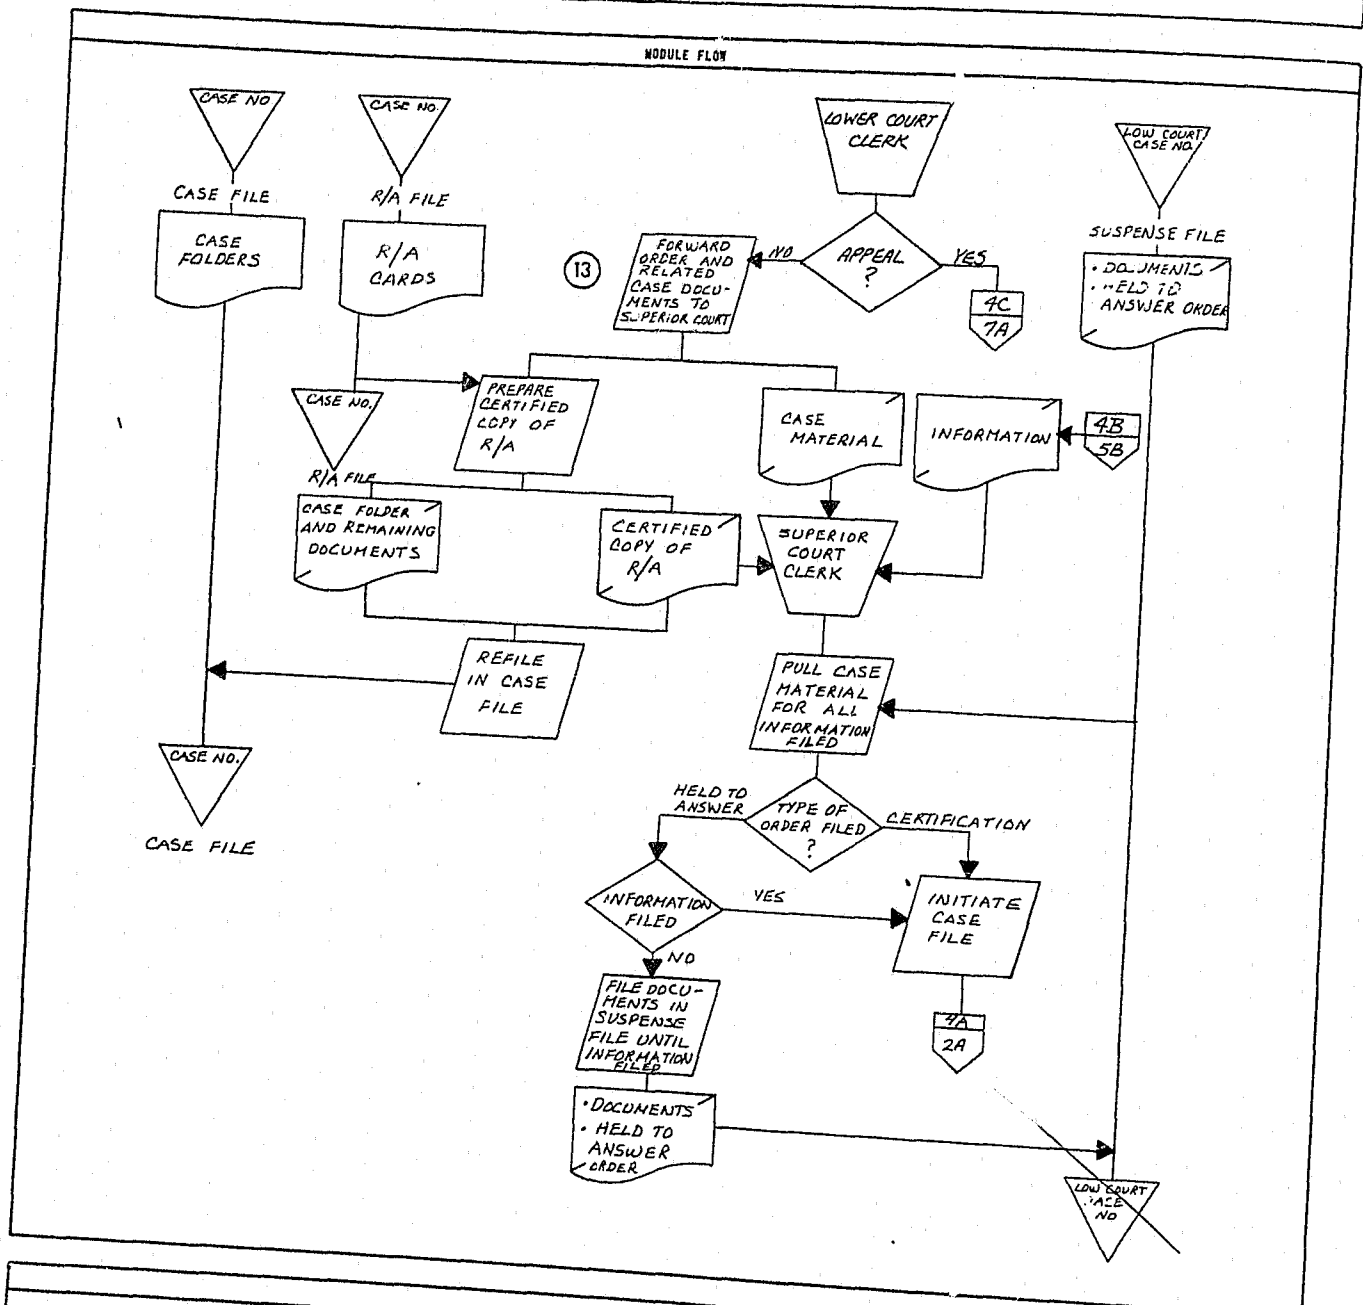 MODULE FLOW
CASE NO
CASE NO.
LOWER COURT
CLERK
LOW COURT
CASE NO.
CASE FILE
R/A FILE
SUSPENSE FILE
CASE
FOLDERS
R/A
CARDS
13
FORWARD
ORDER AND
RELATED
CASE DOCU-
MENTS TO
SUPERIOR COURT
NO
APPEAL
?
YES
4C
7A
• DOCUMENTS
• HELD TO
ANSWER ORDER
CASE NO.
R/A FILE
PREPARE
CERTIFIED
COPY OF
R/A
CASE
MATERIAL
INFORMATION
4B
5B
CASE FOLDER
AND REMAINING
DOCUMENTS
CERTIFIED
COPY OF
R/A
SUPERIOR
COURT
CLERK
REFILE
IN CASE
FILE
PULL CASE
MATERIAL
FOR ALL
INFORMATION
FILED
CASE NO.
CASE FILE
HELD TO
ANSWER
TYPE OF
ORDER FILED
?
CERTIFICATION
INFORMATION
FILED
YES
INITIATE
CASE
FILE
NO
FILE DOCU-
MENTS IN
SUSPENSE
FILE UNTIL
INFORMATION
FILED
4A
2A
• DOCUMENTS
• HELD TO
ANSWER
ORDER
LOW COURT
CASE
NO